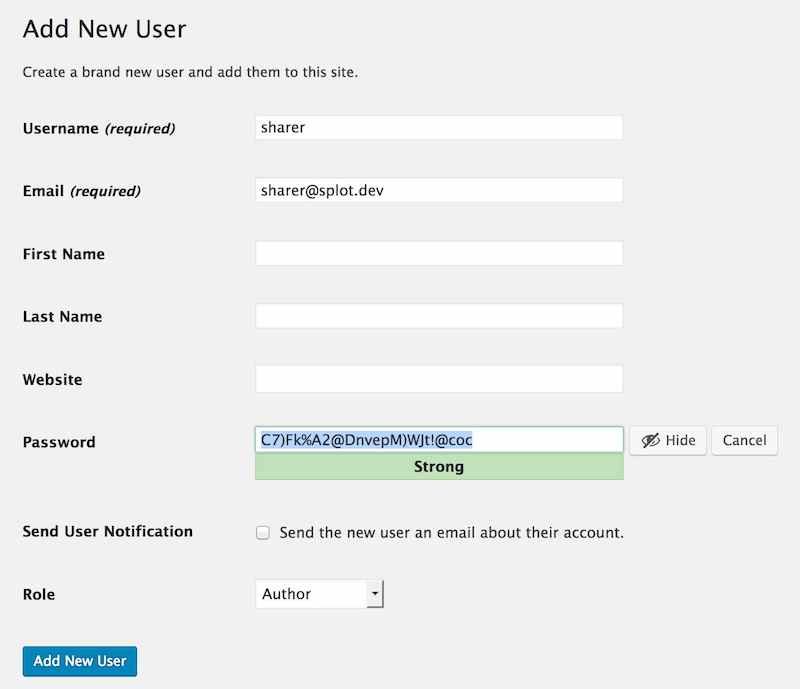 Add New User
Create a brand new user and add them to this site.
Username (required)
sharer
Email (required)
sharer@splot.dev
First Name
Last Name
Website
Password
C7)Fk%A2@DnvepM)WJt!@coc
Hide
Cancel
Strong
Send User Notification
Send the new user an email about their account.
Role
Author
Add New User